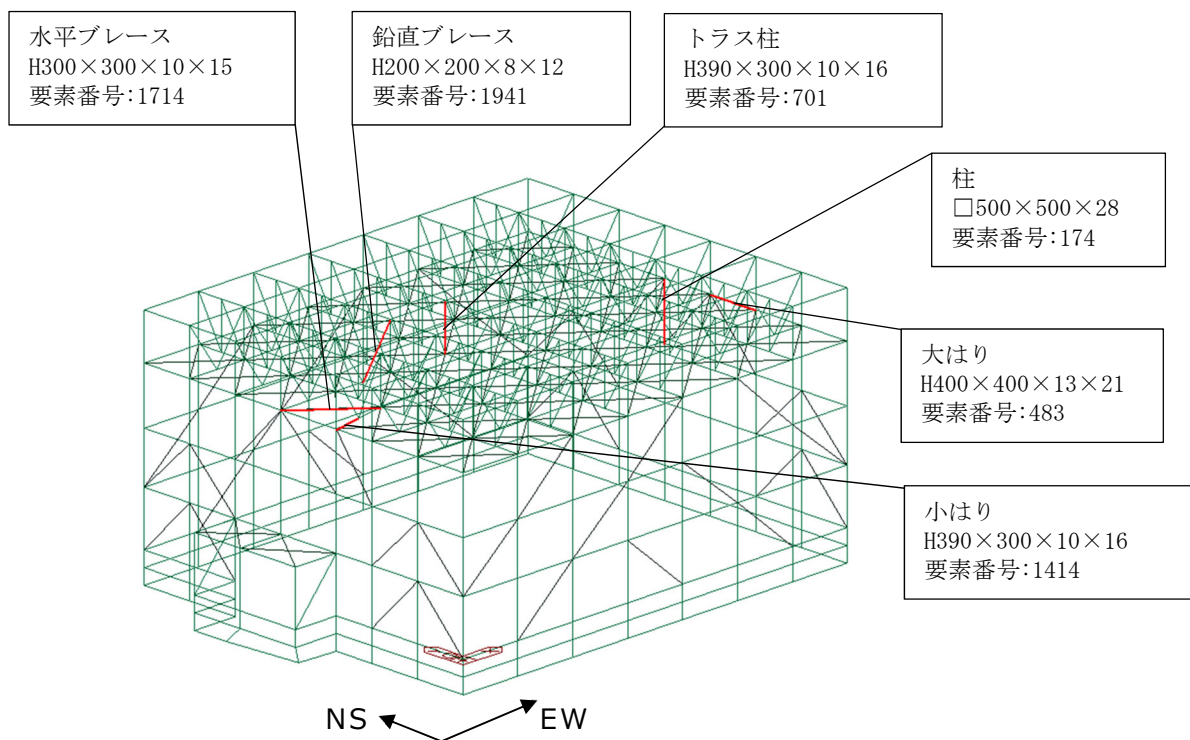 水平ブレース
H300×300×10×15
要素番号:1714
鉛直ブレース
H200×200×8×12
要素番号:1941
トラス柱
H390×300×10×16
要素番号:701
柱
□500×500×28
要素番号:174
大はり
H400×400×13×21
要素番号:483
小はり
H390×300×10×16
要素番号:1414
NS
EW